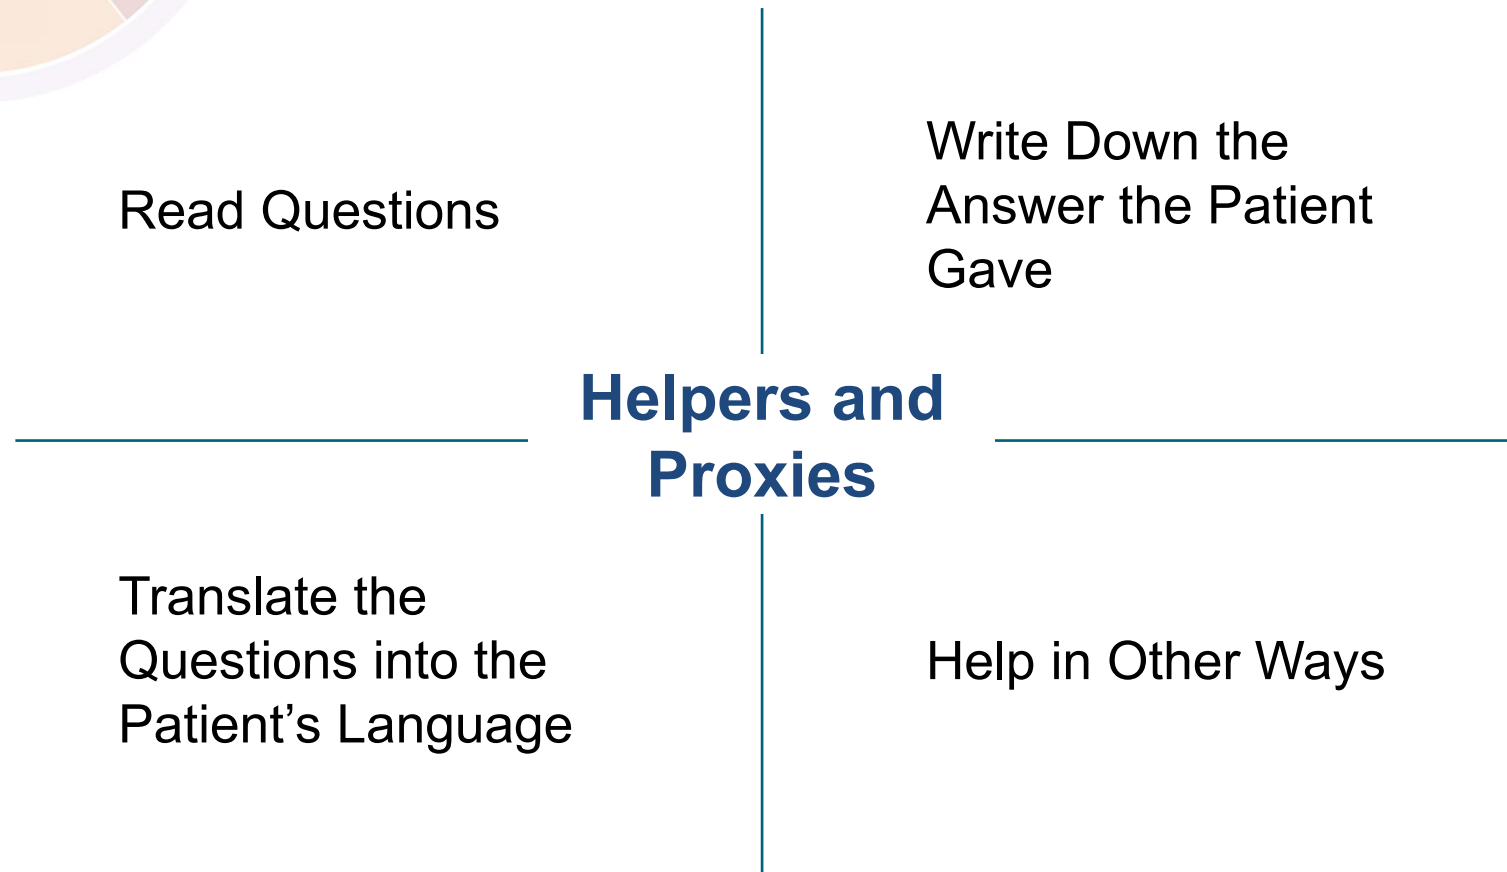 Read Questions
Write Down the
Answer the Patient
Gave
Helpers and
Proxies
Translate the
Questions into the
Patient’s Language
Help in Other Ways